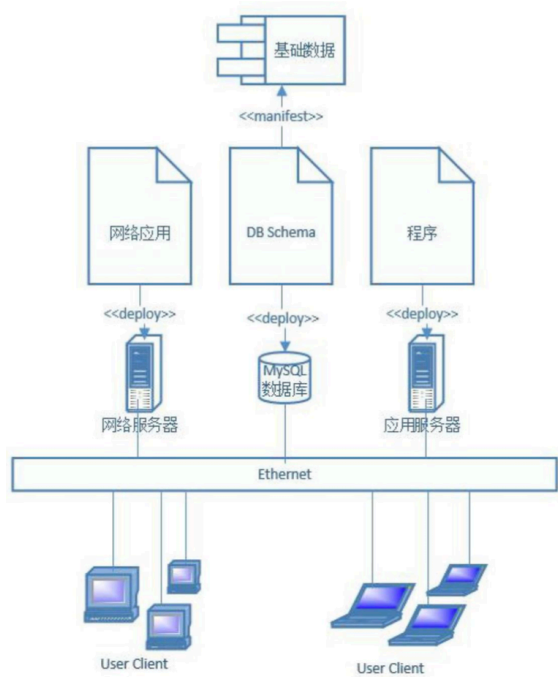 基础数据
<<manifest>>
网络应用
DB Schema
程序
<<deploy>>
<<deploy>>
<<deploy>>
MySQL
数据库
网络服务器
应用服务器
Ethernet
User Client
User Client